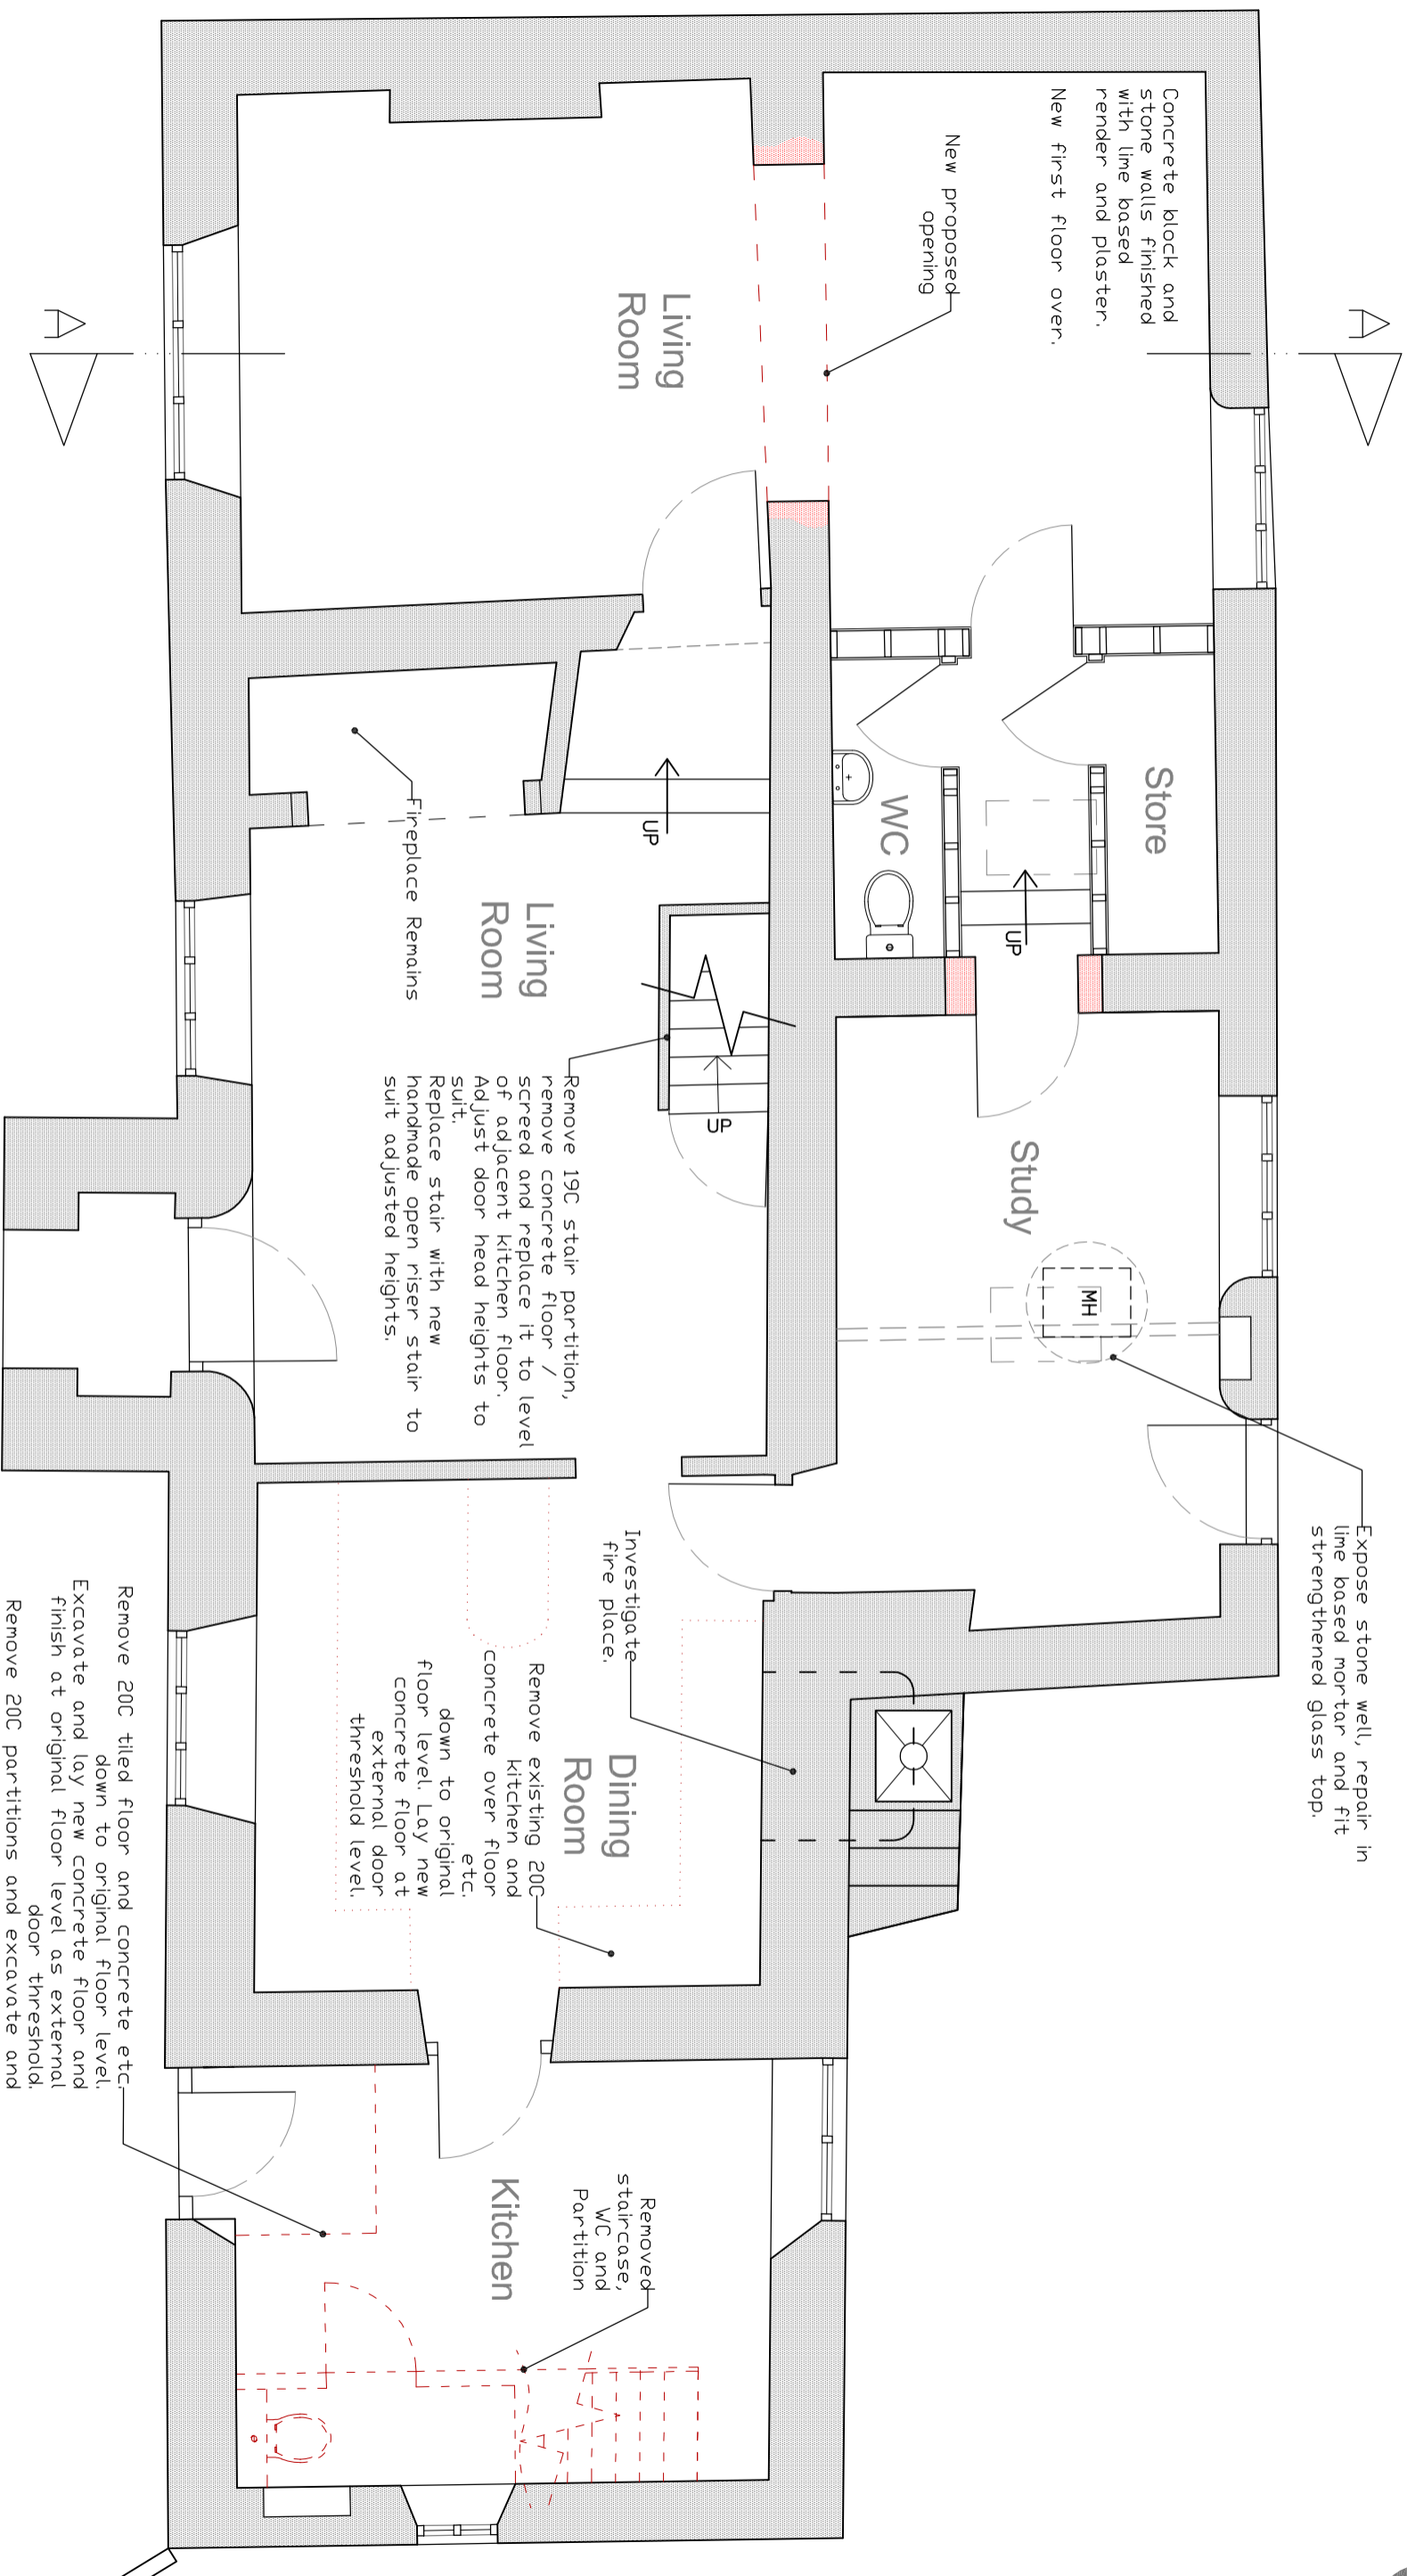 Concrete block and
stone walls finished
with lime based
render and plaster.
New first floor over.
New proposed
opening
A
A
Living
Room
Store
WC
UP
UP
Fireplace Remains
Living
Room
UP
Study
MH
Remove 19C stair partition,
remove concrete floor /
screed and replace it to level
of adjacent kitchen floor.
Adjust door head heights to
suit.
Replace stair with new
handmade open riser stair to
suit adjusted heights.
Expose stone well, repair in
lime based mortar and fit
strengthened glass top.
Investigate
fire place.
Dining
Room
Remove existing 20C
kitchen and
concrete over floor
etc.
down to original
floor level. Lay new
concrete floor at
external door
threshold level.
Remove 20C tiled floor and concrete etc.
down to original floor level.
Excavate and lay new concrete floor and
finish at original floor level as external
door threshold.
Remove 20C partitions and excavate and
Kitchen
Removed
staircase,
WC and
Partition